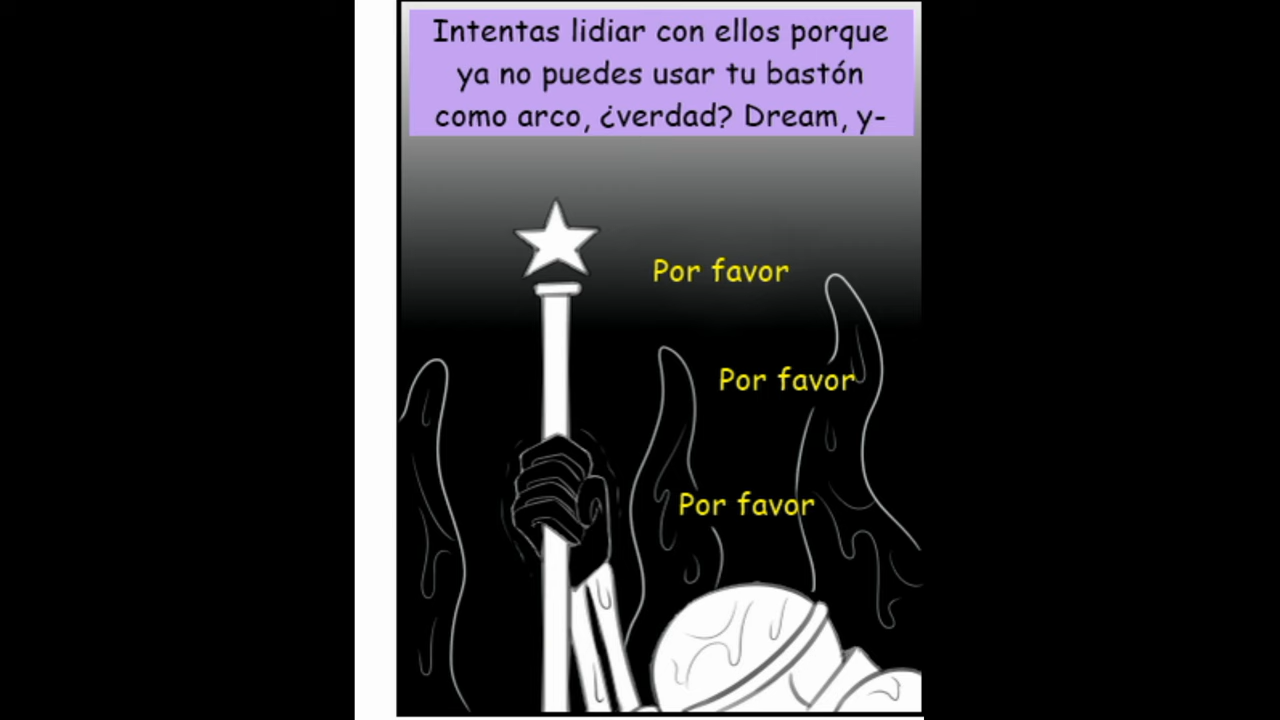 Intentas lidiar con ellos porque
ya no puedes usar tu bastón
como arco, ¿verdad? Dream, y-
Por favor
Por favor
Por favor